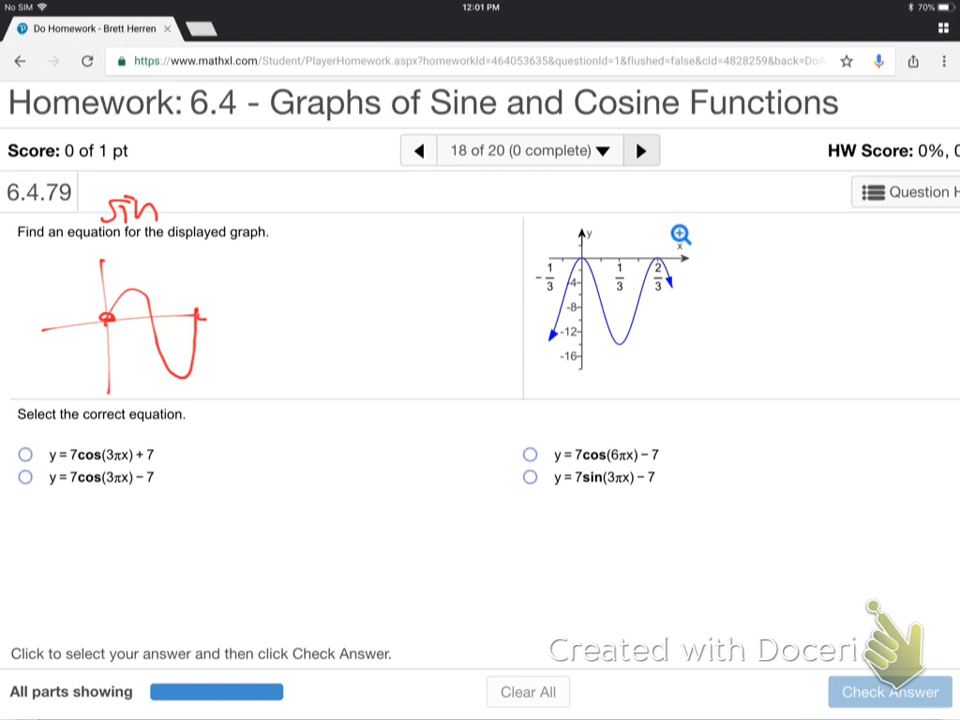 No SIM 12:01 PM 70%
Do Homework - Brett Herren ×
https://www.mathxl.com/Student/PlayerHomework.aspx?homeworkId=464053635&questionId=1&flushed=false&cId=4828259&back=Do
Homework: 6.4 - Graphs of Sine and Cosine Functions
Score: 0 of 1 pt 18 of 20 (0 complete) HW Score: 0%, 0
6.4.79 Question H
sin
Find an equation for the displayed graph.
y
x
-1/3 1/3 2/3
-4
-8
-12
-16
Select the correct equation.
y = 7cos(3πx) + 7
y = 7cos(3πx) − 7
y = 7cos(6πx) − 7
y = 7sin(3πx) − 7
Created with Doceri
Click to select your answer and then click Check Answer.
All parts showing Clear All Check Answer